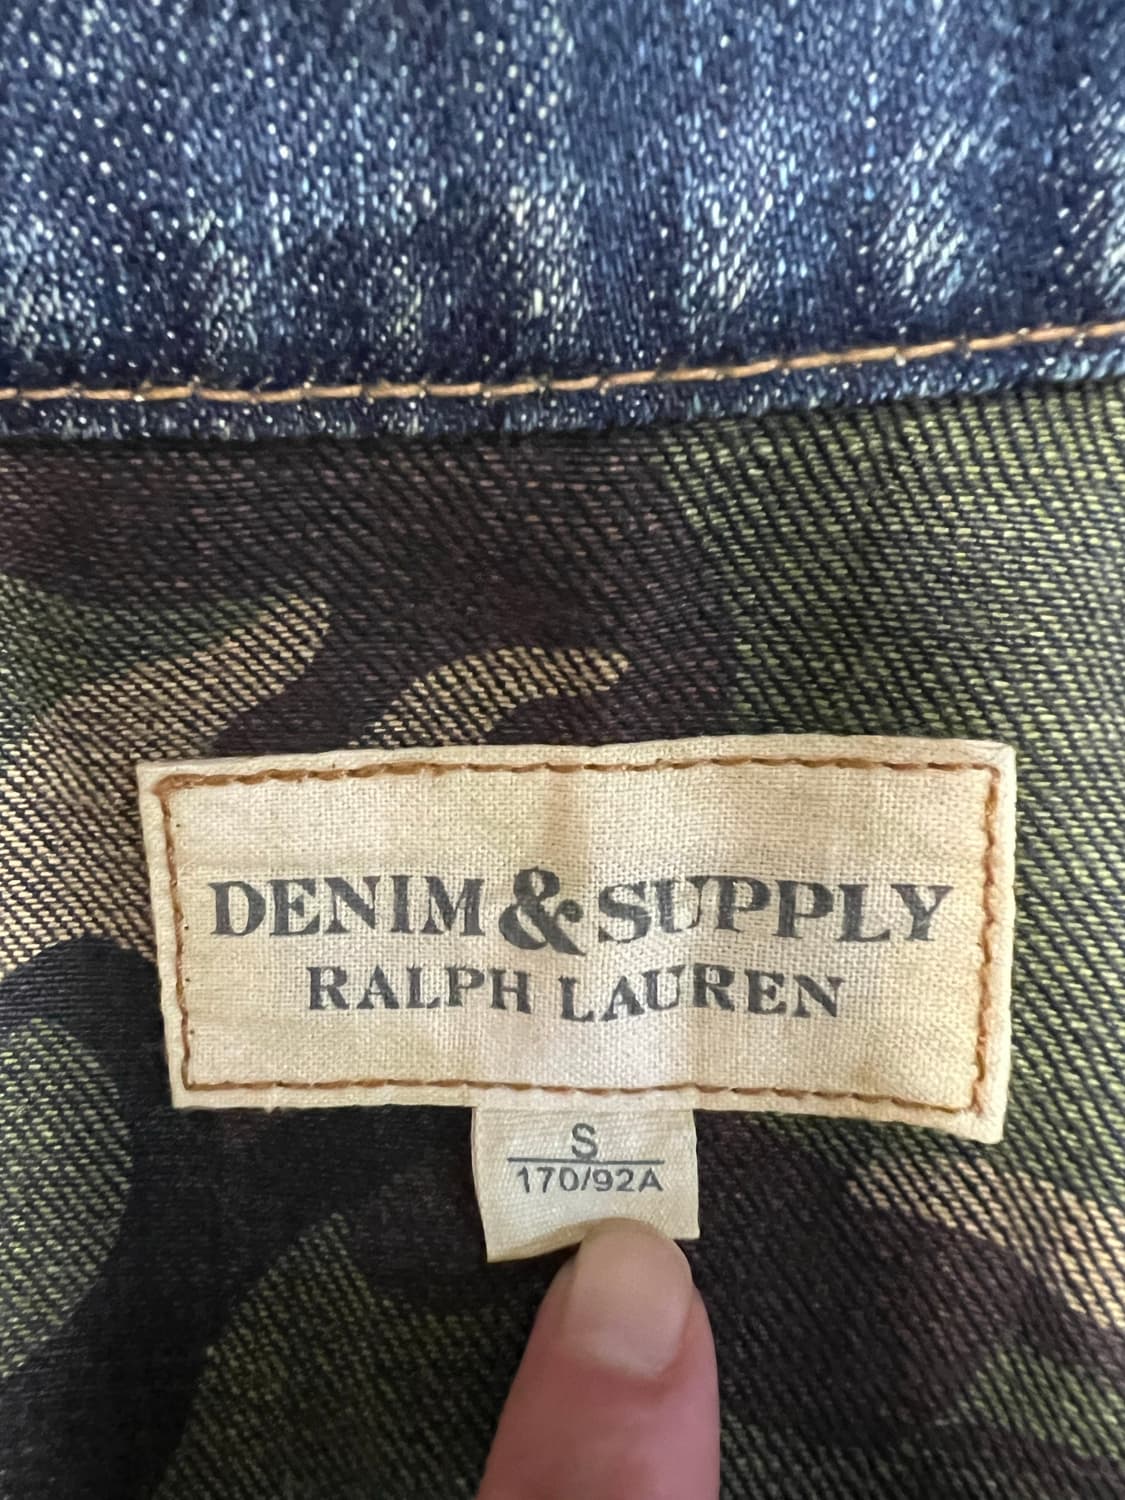 DENIM & SUPPLY
RALPH LAUREN
S
170/92A